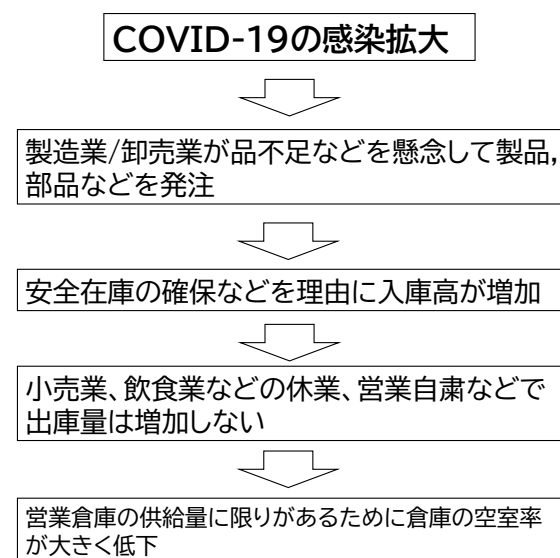 COVID-19の感染拡大
製造業/卸売業が品不足などを懸念して製品,
部品などを発注
安全在庫の確保などを理由に入庫高が増加
小売業、飲食業などの休業、営業自粛などで
出庫量は増加しない
営業倉庫の供給量に限りがあるために倉庫の空室率
が大きく低下